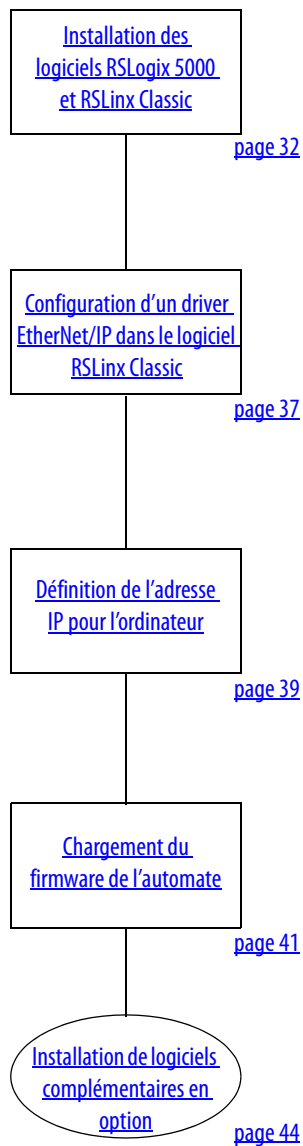 Installation des
logiciels RSLogix 5000
et RSLinx Classic
page 32
Configuration d’un driver
EtherNet/IP dans le logiciel
RSLinx Classic
page 37
Définition de l’adresse
IP pour l’ordinateur
page 39
Chargement du
firmware de l’automate
page 41
Installation de logiciels
complémentaires en
option
page 44